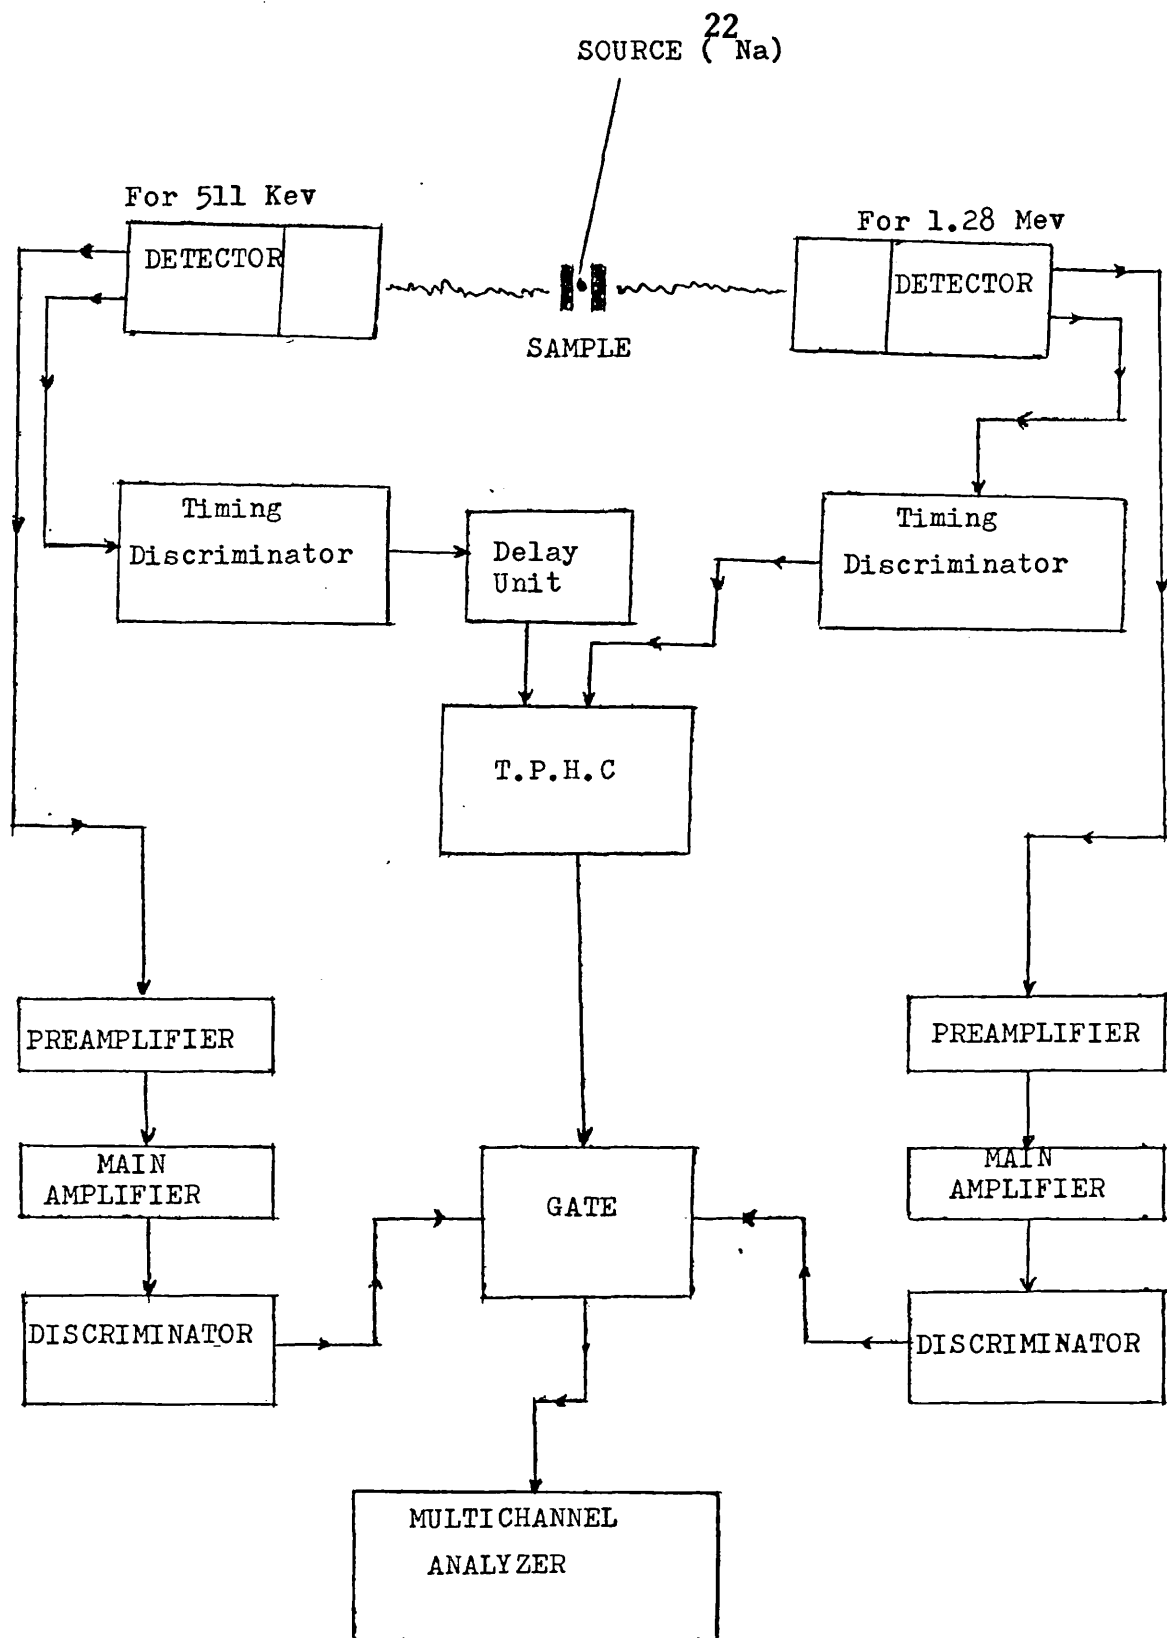 22
SOURCE ( Na)
For 511 Kev
For 1.28 Mev
DETECTOR
DETECTOR
SAMPLE
Timing
Discriminator
Delay
Unit
Timing
Discriminator
T.P.H.C
PREAMPLIFIER
PREAMPLIFIER
MAIN
AMPLIFIER
GATE
MAIN
AMPLIFIER
DISCRIMINATOR
DISCRIMINATOR
MULTICHANNEL
ANALYZER